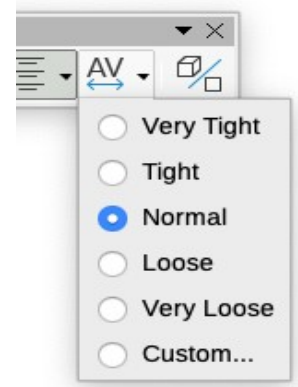 AV
Very Tight
Tight
Normal
Loose
Very Loose
Custom...